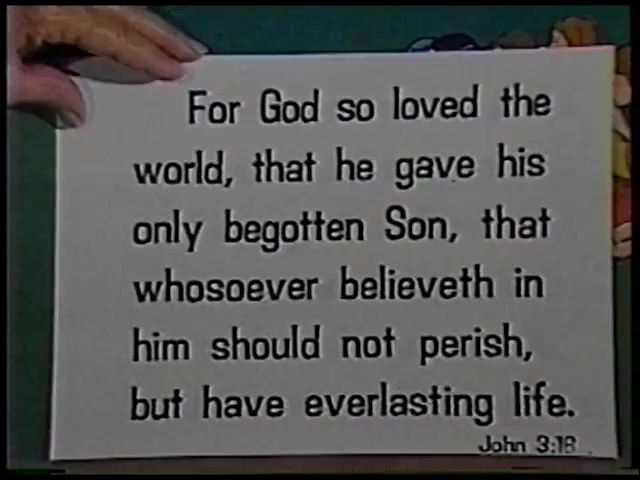 For God so loved the
world, that he gave his
only begotten Son, that
whosoever believeth in
him should not perish,
but have everlasting life.
John 3:16